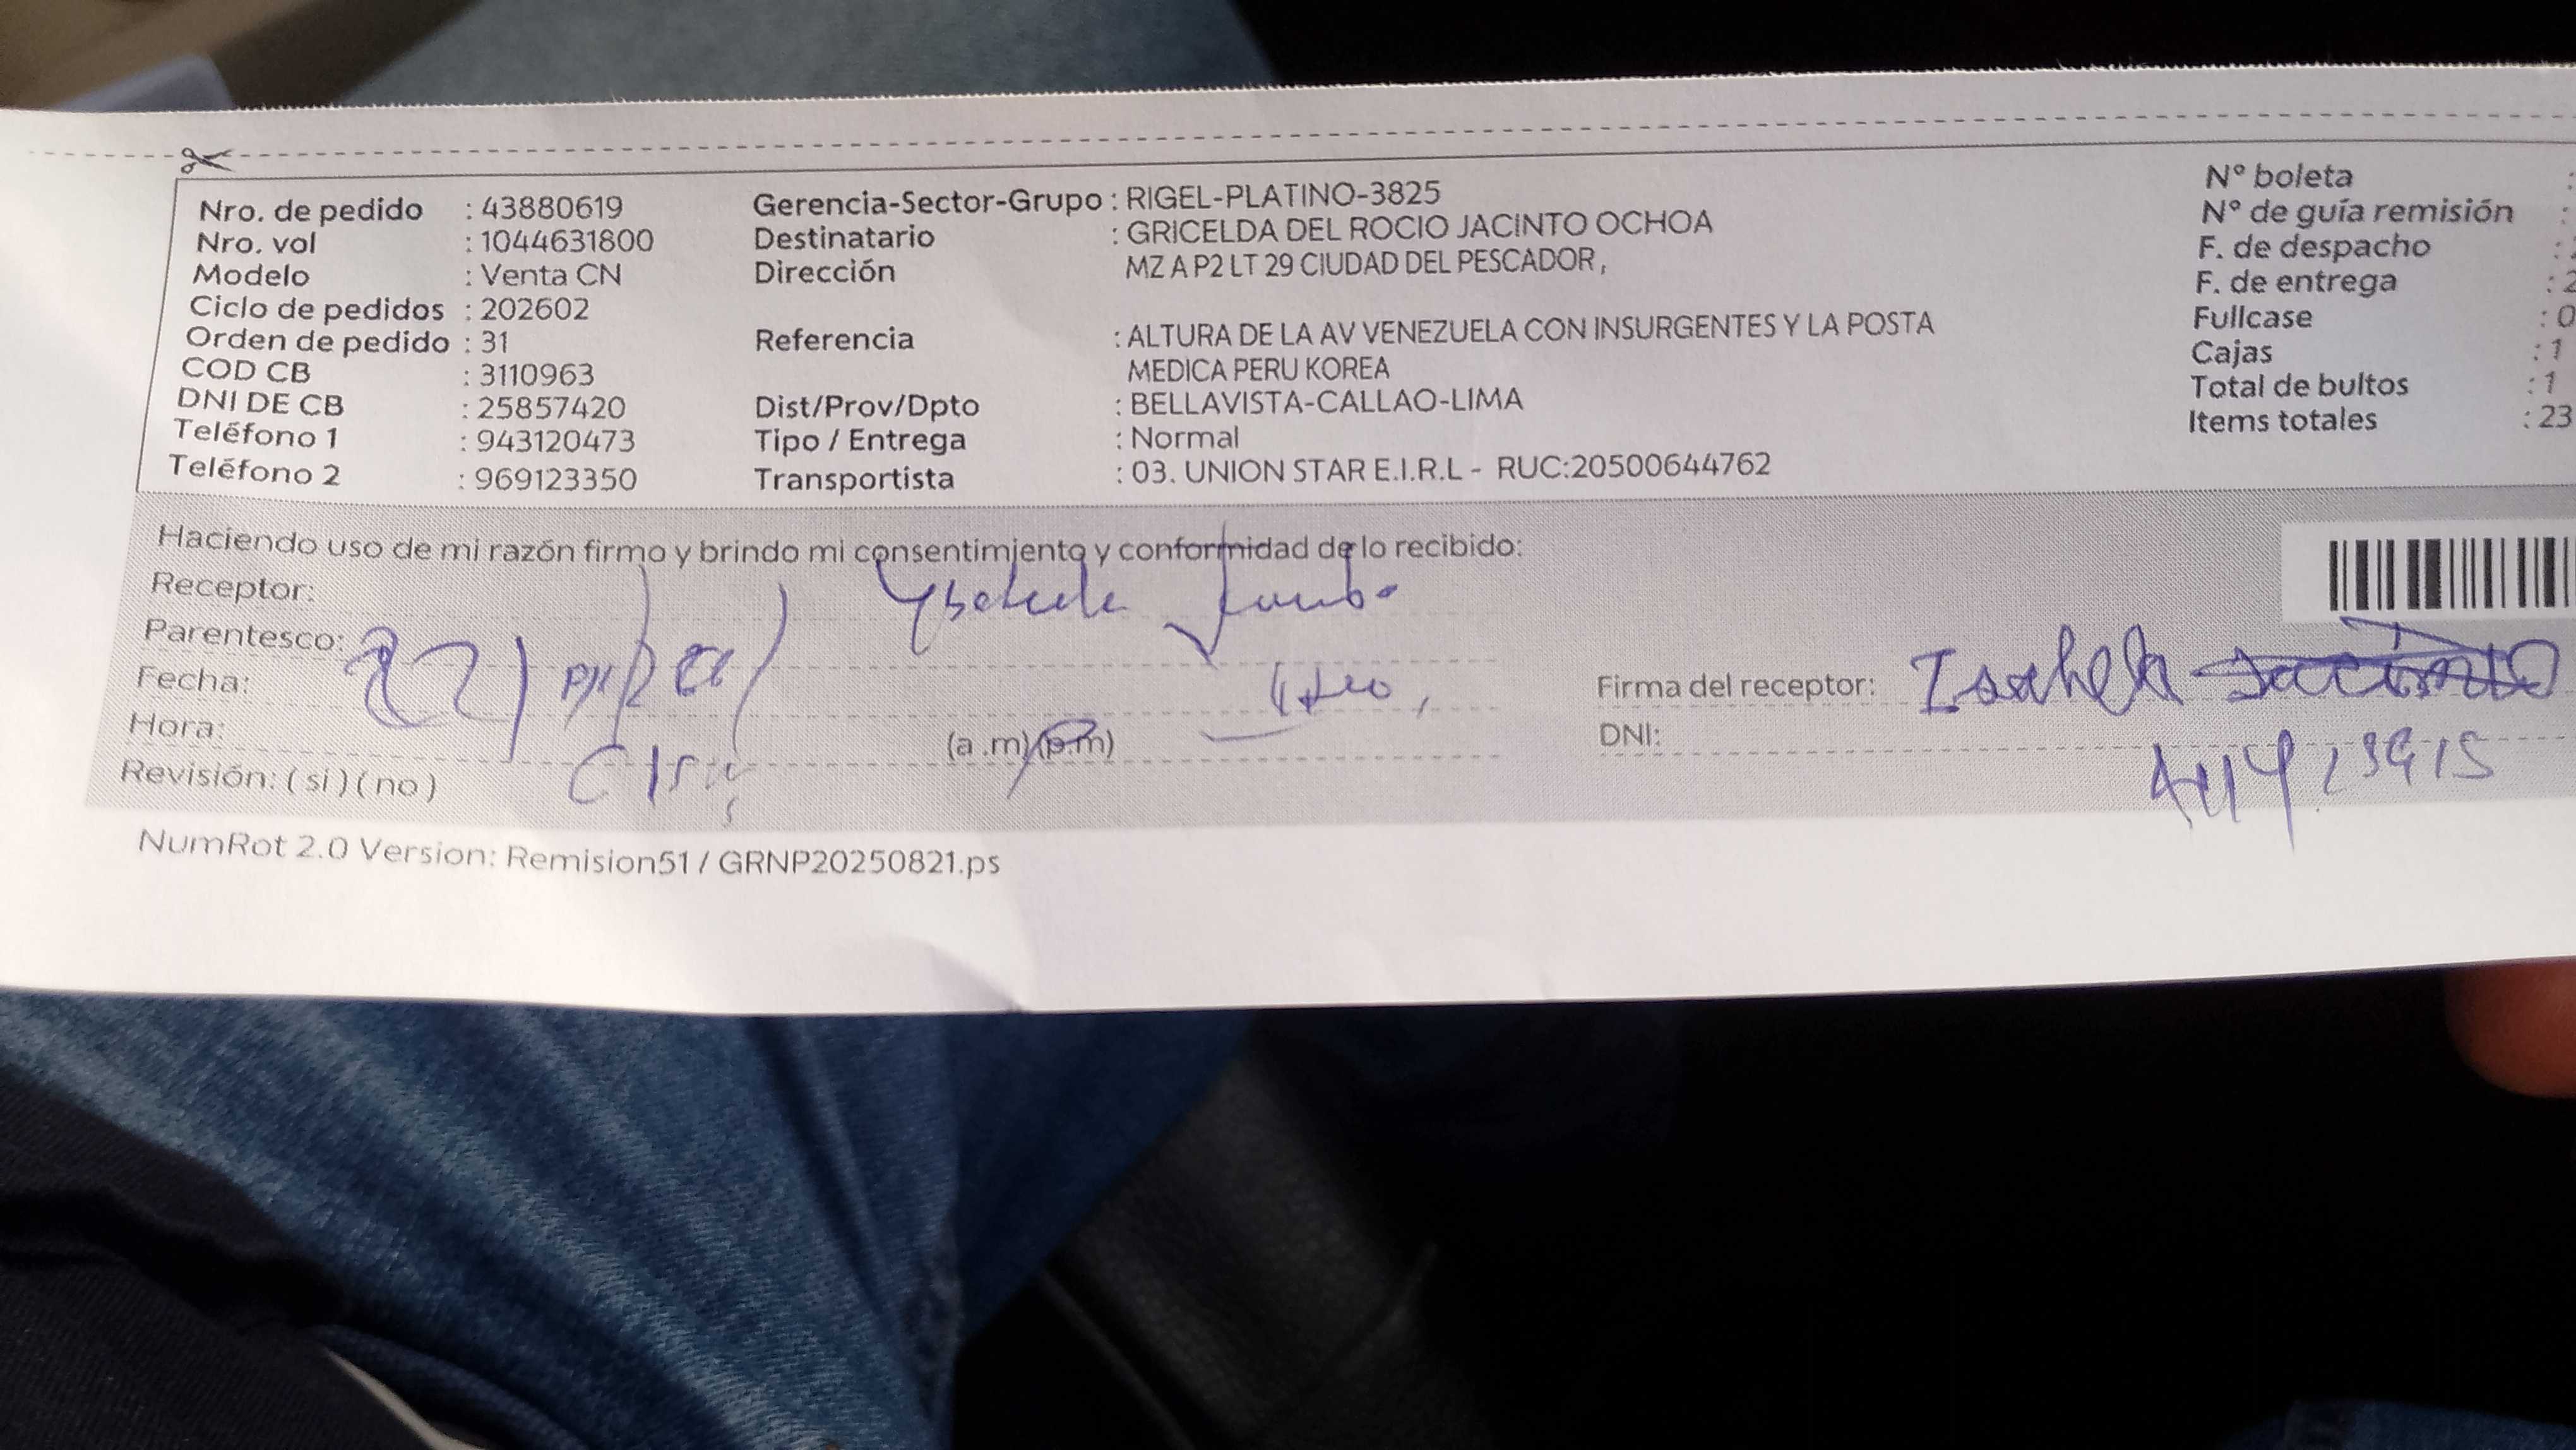 Nro. de pedido : 43880619
Nro. vol : 1044631800
Modelo : Venta CN
Ciclo de pedidos : 202602
Orden de pedido : 31
COD CB : 3110963
DNI DE CB : 25857420
Teléfono 1 : 943120473
Teléfono 2 : 969123350
Gerencia-Sector-Grupo : RIGEL-PLATINO-3825
Destinatario : GRICELDA DEL ROCIO JACINTO OCHOA
Dirección MZ A P2 LT 29 CIUDAD DEL PESCADOR ,
Referencia : ALTURA DE LA AV VENEZUELA CON INSURGENTES Y LA POSTA
MEDICA PERU KOREA
Dist/Prov/Dpto : BELLAVISTA-CALLAO-LIMA
Tipo / Entrega : Normal
Transportista : 03. UNION STAR E.I.R.L - RUC:20500644762
N° boleta :
N° de guía remisión :
F. de despacho :
F. de entrega : 2
Fullcase : 0
Cajas : 1
Total de bultos : 1
Items totales : 23
Haciendo uso de mi razón firmo y brindo mi consentimiento y conformidad de lo recibido:
Receptor:
Parentesco:
Fecha: 22/
Hora: (a .m) (p.m)
Revisión: ( si ) ( no )
Firma del receptor: Isabela Jacinto
DNI:
NumRot 2.0 Version: Remision51 / GRNP20250821.ps